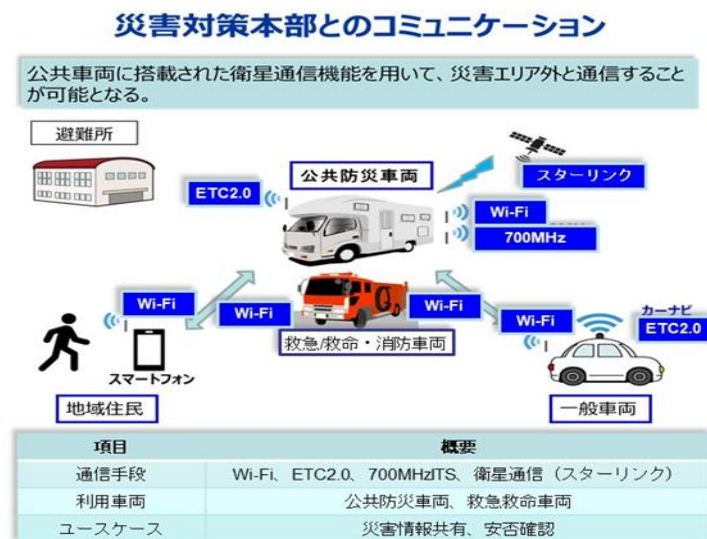 災害対策本部とのコミュニケーション
公共車両に搭載された衛星通信機能を用いて、災害エリア外と通信すること
が可能となる。
避難所
公共防災車両
スターリンク
ETC2.0
Wi-Fi
700MHz
Wi-Fi
Wi-Fi
Wi-Fi
Wi-Fi
カーナビ
ETC2.0
救急/救命・消防車両
スマートフォン
地域住民
一般車両
項目 概要
通信手段 Wi-Fi、ETC2.0、700MHzITS、衛星通信（スターリンク）
利用車両 公共防災車両、救急救命車両
ユースケース 災害情報共有、安否確認